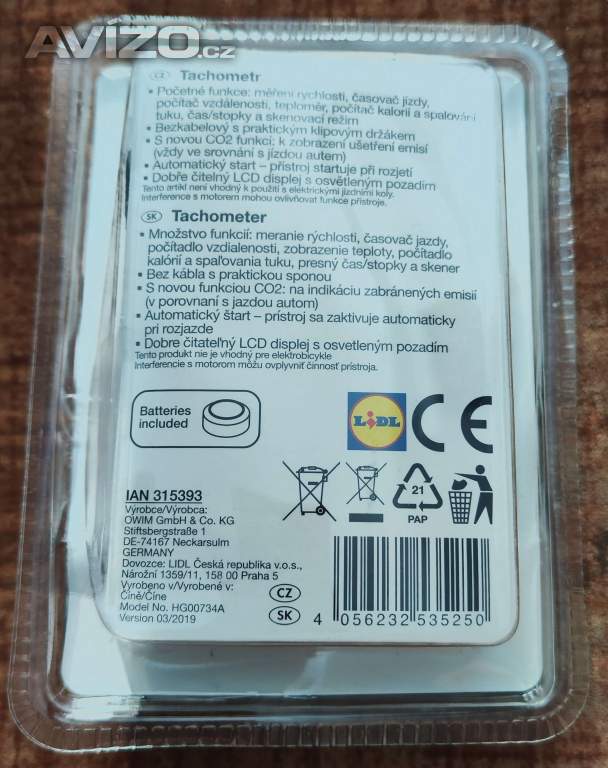 AVÍZO.cz
CZ Tachometr
• Početné funkce: měření rychlosti, časovač jízdy,
počítač vzdáleností, teploměr, počítač kalorií a spalování
tuku, čas/stopky a skenovací režim
• Bezkabelový s praktickým klipovým držákem
• S novou CO2 funkcí: k zobrazení ušetření emisí
(vždy ve srovnání s jízdou autem)
• Automatický start – přístroj startuje při rozjetí
• Dobře čitelný LCD displej s osvětleným pozadím
Tento artikl není vhodný k použití s elektrickými jízdními koly.
Interference s motorem mohou ovlivňovat funkce přístroje.
SK Tachometer
• Množstvo funkcií: meranie rýchlosti, časovač jazdy,
počítadlo vzdialenosti, zobrazenie teploty, počítadlo
kalórií a spaľovania tuku, presný čas/stopky a skener
• Bez kábla s praktickou sponou
• S novou funkciou CO2: na indikáciu zabránených emisií
(v porovnaní s jazdou autom)
• Automatický štart – prístroj sa zaktivuje automaticky
pri rozjazde
• Dobre čitateľný LCD displej s osvetleným pozadím
Tento produkt nie je vhodný pre elektrobicykle
Interferencie s motorom môžu ovplyvniť činnosť prístroja.
Batteries
included
LIDL
CE
21
PAP
IAN 315393
Výrobce/Výrobca:
OWIM GmbH & Co. KG
Stiftsbergstraße 1
DE-74167 Neckarsulm
GERMANY
Dovozce: LIDL Česká republika v.o.s.,
Nárožní 1359/11, 158 00 Praha 5
Vyrobeno v/Vyrobené v:
Číně/Číne
Model No. HG00734A
Version 03/2019
CZ
SK
4 056232 535250